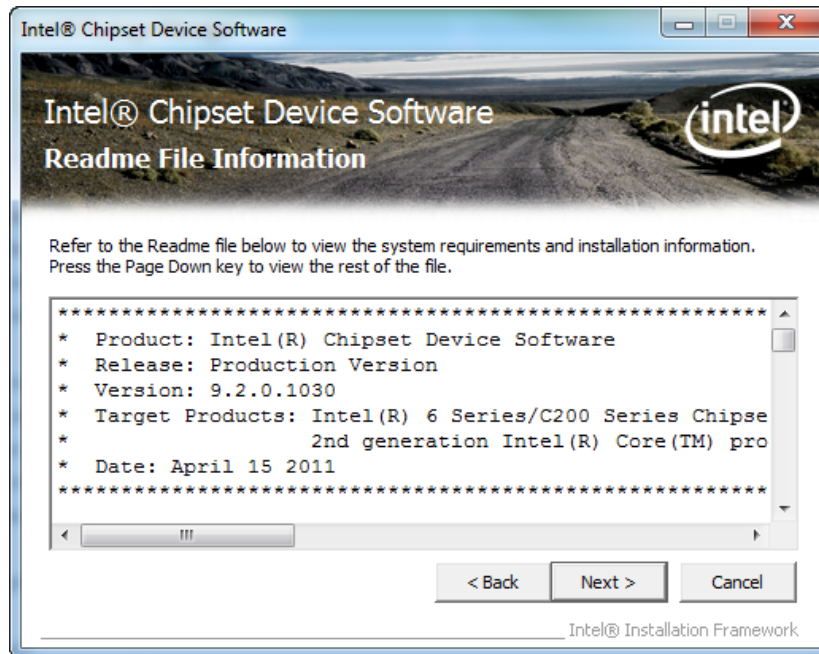 Intel® Chipset Device Software
Intel® Chipset Device Software
intel
Readme File Information
Refer to the Readme file below to view the system requirements and installation information.
Press the Page Down key to view the rest of the file.
********************************************************
* Product: Intel(R) Chipset Device Software
* Release: Production Version
* Version: 9.2.0.1030
* Target Products: Intel(R) 6 Series/C200 Series Chipse
* 2nd generation Intel(R) Core(TM) pro
* Date: April 15 2011
********************************************************
< Back Next > Cancel
Intel® Installation Framework